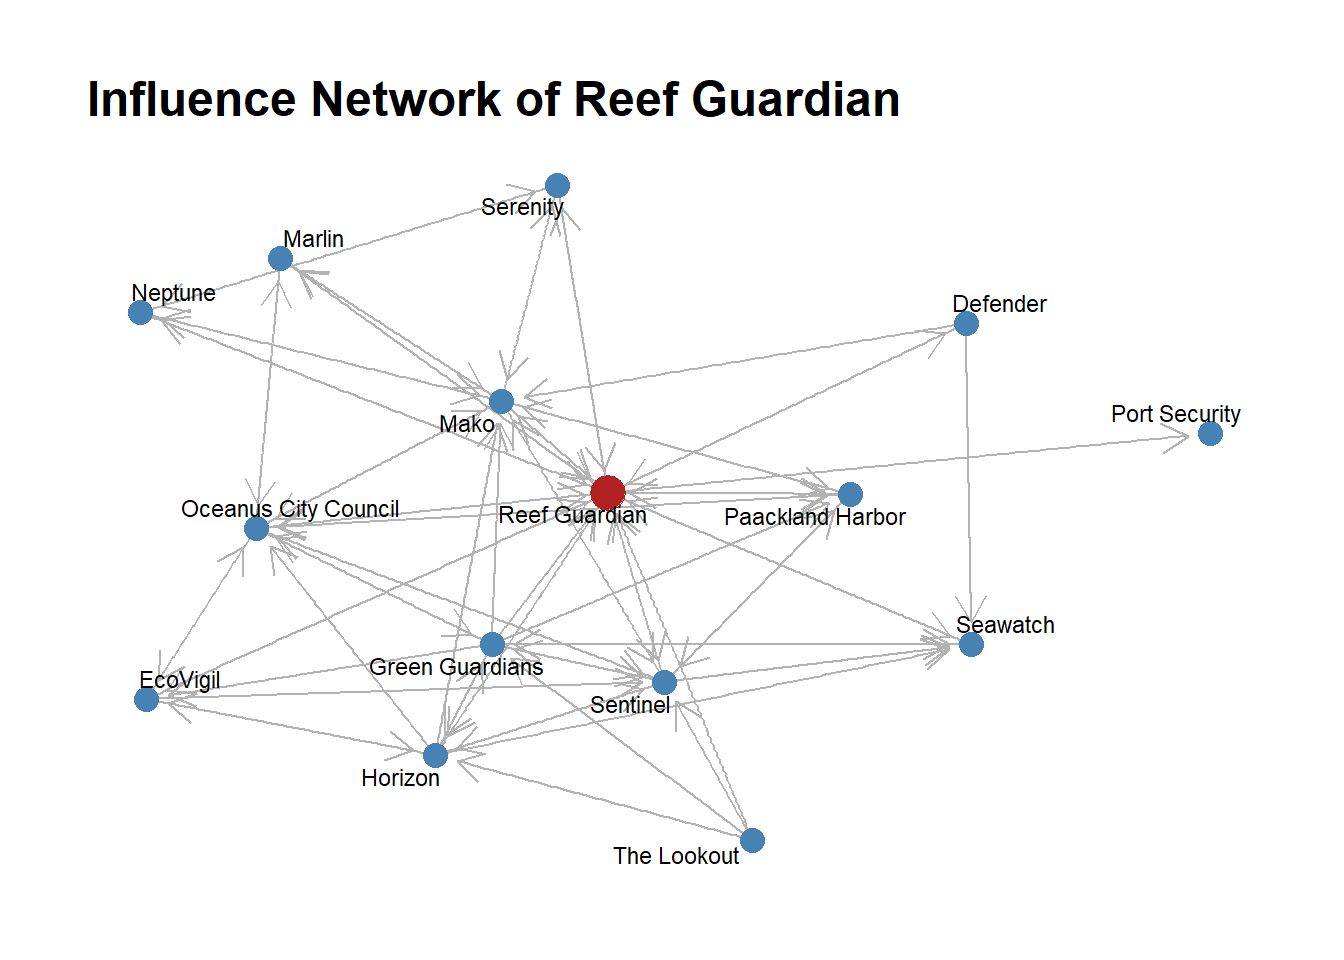 Influence Network of Reef Guardian
Serenity
Marlin
Neptune
Defender
Port Security
Mako
Oceanus City Council
Reef Guardian
Paackland Harbor
Seawatch
Green Guardians
EcoVigil
Sentinel
Horizon
The Lookout